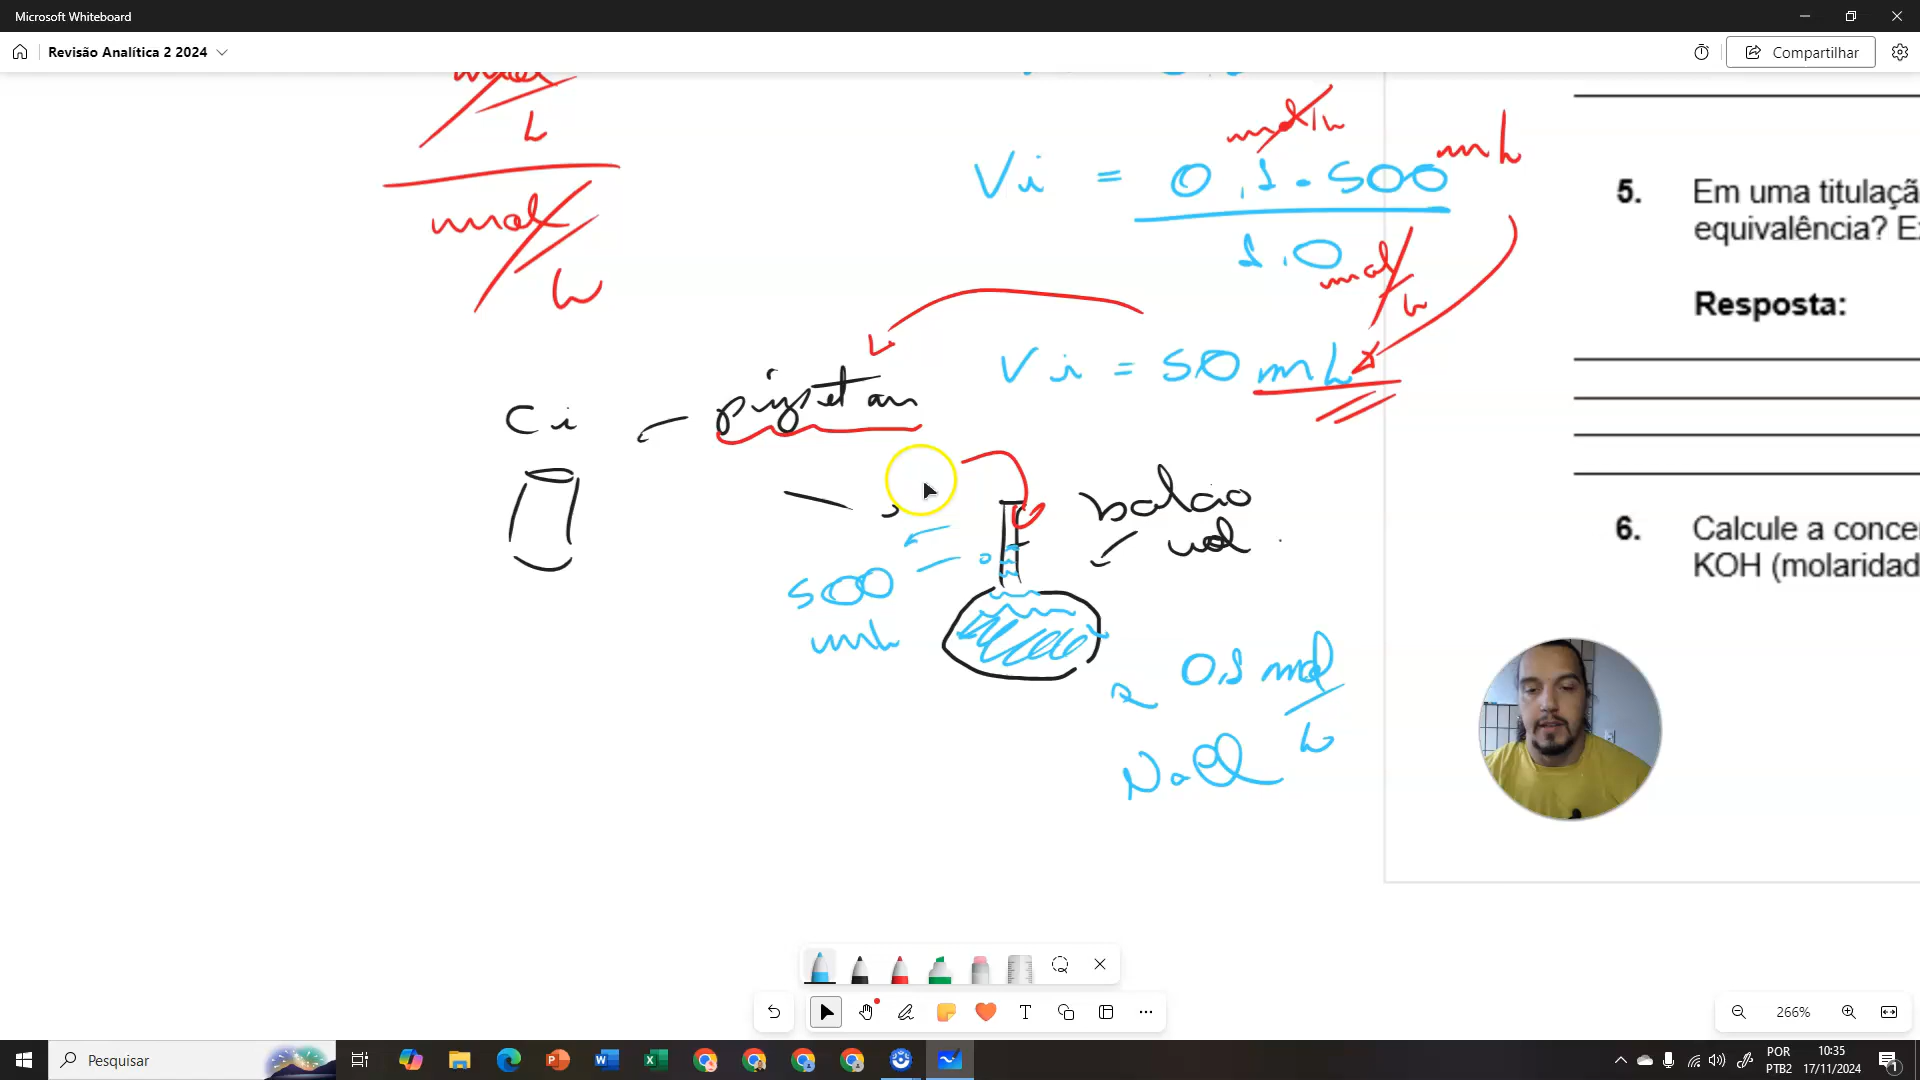 Microsoft Whiteboard
Revisão Analítica 2 2024
Compartilhar
mol
L
mol
L
mol/L
Vi = 0,1 · 500 mL
1,0 mol
L
Vi = 50 mL
Ci
pipetar
balão
vol.
500
mL
0,1 mol
L
NaCl
5. Em uma titulaçã
equivalência? E
Resposta:
6. Calcule a conce
KOH (molaridad
266%
Pesquisar
POR
PTB2
10:35
17/11/2024
1